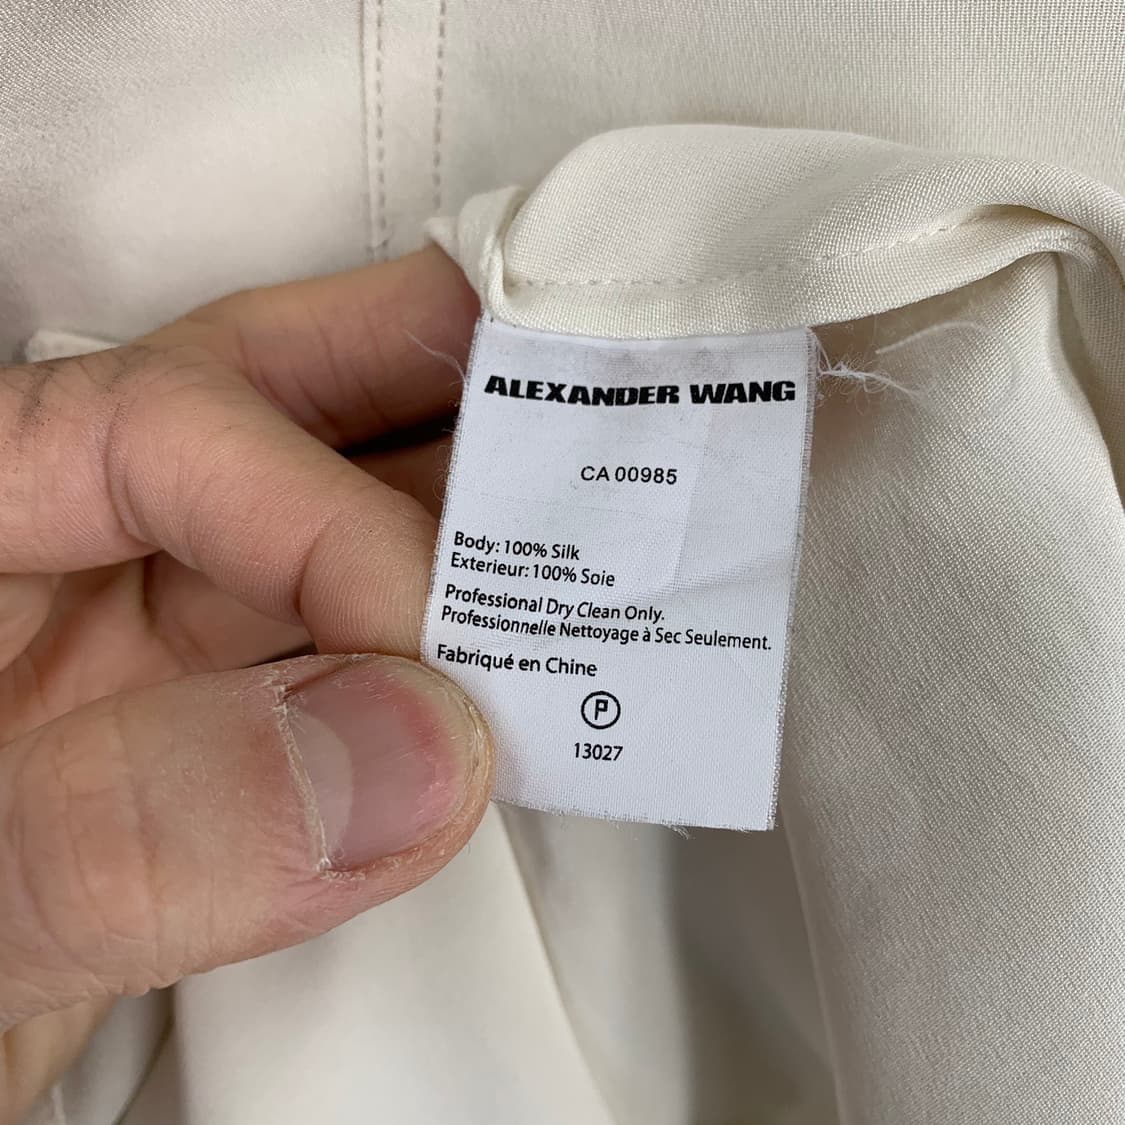 ALEXANDER WANG
CA 00985
Body: 100% Silk
Exterieur: 100% Soie
Professional Dry Clean Only.
Professionnelle Nettoyage à Sec Seulement.
Fabriqué en Chine
P
13027